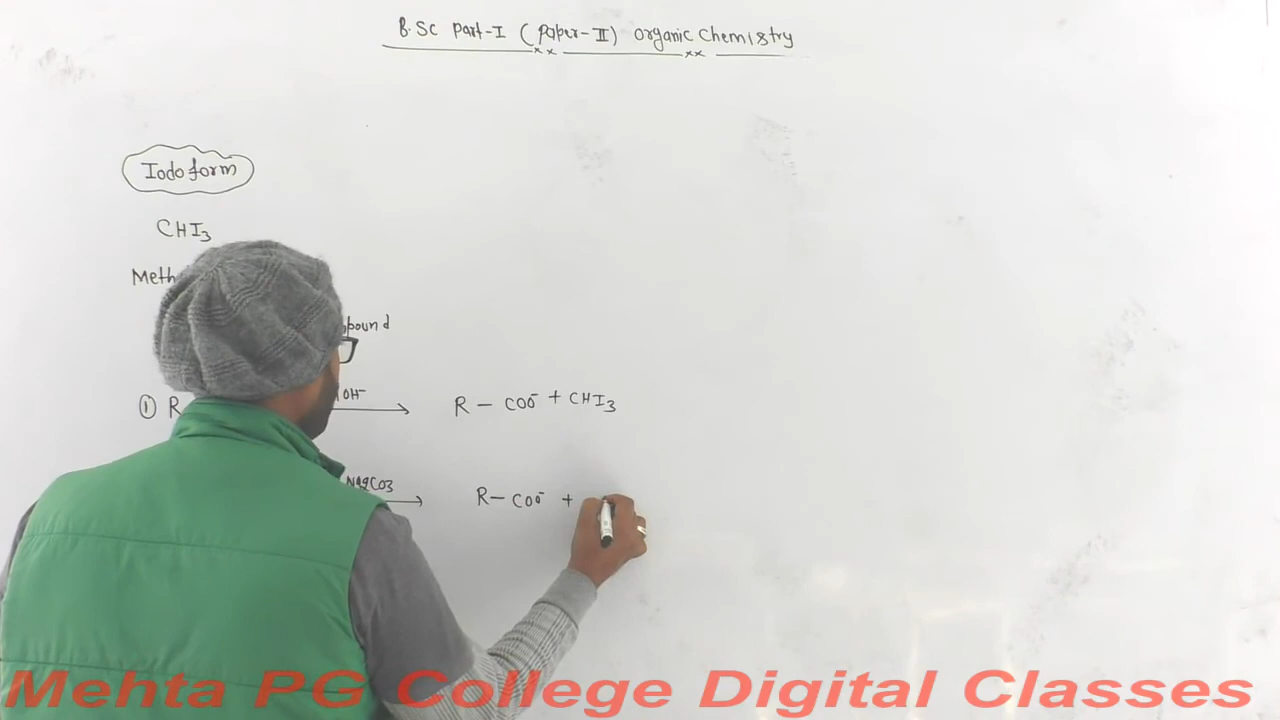 B.Sc Part-I (Paper-II) Organic Chemistry
Iodoform
CHI3
Meth
pound
① R OH⁻ → R — COO⁻ + CHI3
Na2CO3 → R — COO⁻ +
Mehta PG College Digital Classes